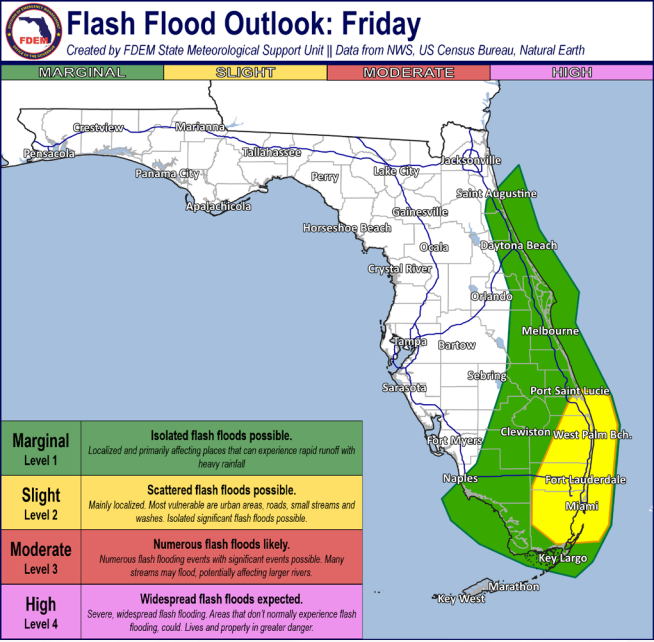 Flash Flood Outlook: Friday
Created by FDEM State Meteorological Support Unit || Data from NWS, US Census Bureau, Natural Earth
FDEM
MARGINAL
SLIGHT
MODERATE
HIGH
Crestview
Marianna
Pensacola
Tallahassee
Jacksonville
Panama City
Perry
Lake City
Saint Augustine
Apalachicola
Gainesville
Horseshoe Beach
Ocala
Daytona Beach
Crystal River
Orlando
Melbourne
Tampa
Bartow
Sarasota
Sebring
Port Saint Lucie
Fort Myers
Clewiston
West Palm Bch.
Naples
Fort Lauderdale
Miami
Key Largo
Marathon
Key West
Marginal
Level 1
Isolated flash floods possible.
Localized and primarily affecting places that can experience rapid runoff with
heavy rainfall
Slight
Level 2
Scattered flash floods possible.
Mainly localized. Most vulnerable are urban areas, roads, small streams and
washes. Isolated significant flash floods possible.
Moderate
Level 3
Numerous flash floods likely.
Numerous flash flooding events with significant events possible. Many
streams may flood, potentially affecting larger rivers.
High
Level 4
Widespread flash floods expected.
Severe, widespread flash flooding. Areas that don't normally experience flash
flooding, could. Lives and property in greater danger.